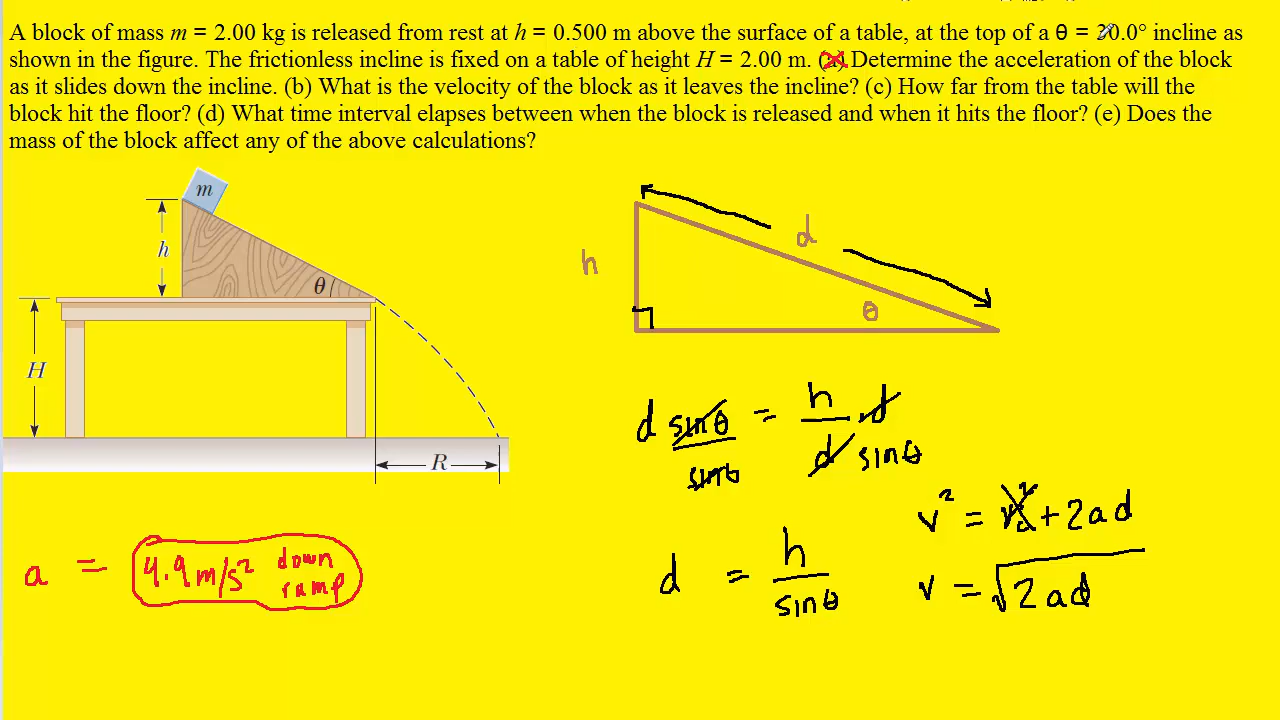 A block of mass m = 2.00 kg is released from rest at h = 0.500 m above the surface of a table, at the top of a θ = 30.0° incline as
shown in the figure. The frictionless incline is fixed on a table of height H = 2.00 m. (a) Determine the acceleration of the block
as it slides down the incline. (b) What is the velocity of the block as it leaves the incline? (c) How far from the table will the
block hit the floor? (d) What time interval elapses between when the block is released and when it hits the floor? (e) Does the
mass of the block affect any of the above calculations?
m
h
θ
H
R
a = 4.9 m/s² down
ramp
d
h
θ
d sinθ = h d
sinθ d sinθ
d = h
sinθ
v² = v₀² + 2ad
v = √2ad